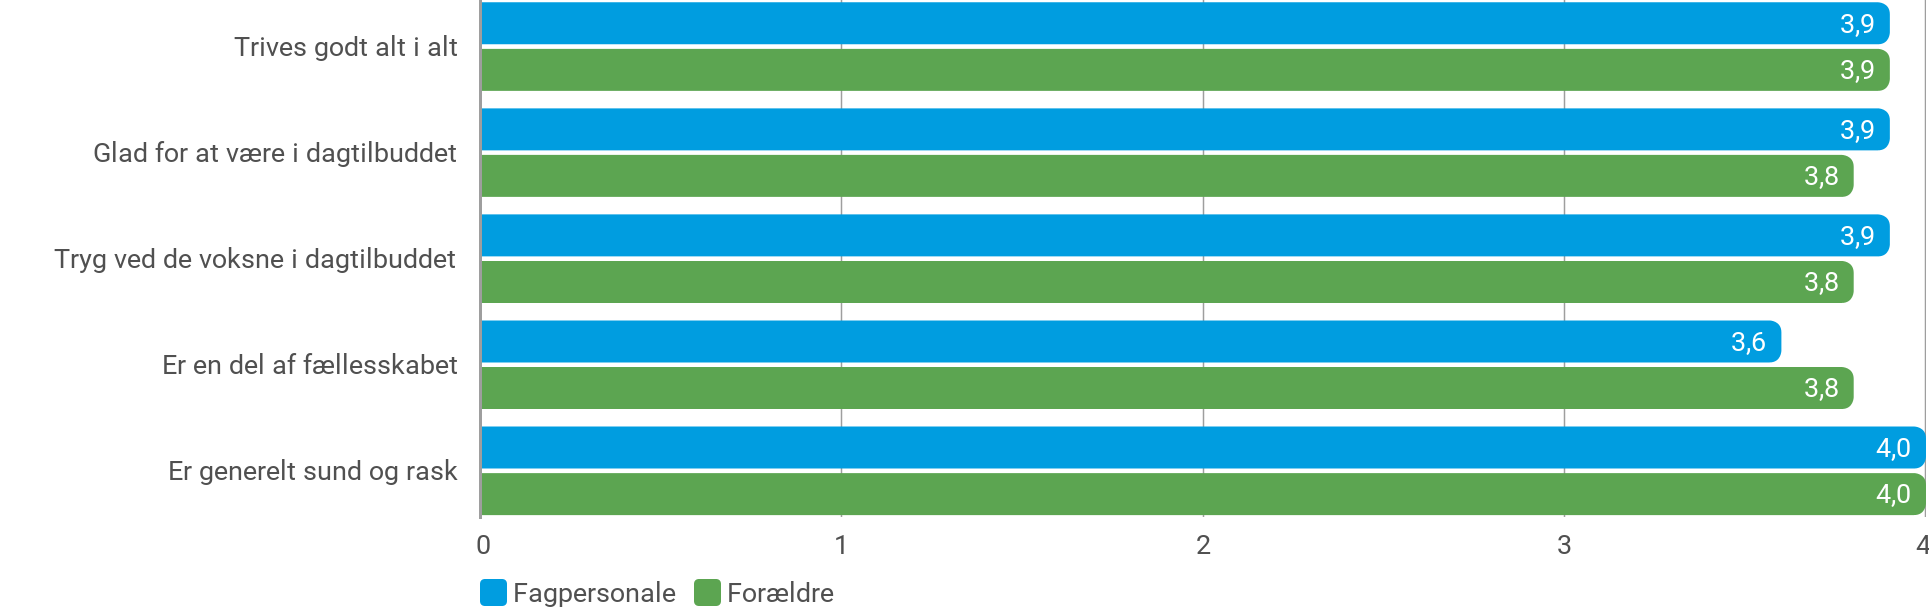 Trives godt alt i alt
3,9
3,9
Glad for at være i dagtilbuddet
3,9
3,8
Tryg ved de voksne i dagtilbuddet
3,9
3,8
Er en del af fællesskabet
3,6
3,8
Er generelt sund og rask
4,0
4,0
0 1 2 3 4
Fagpersonale Forældre